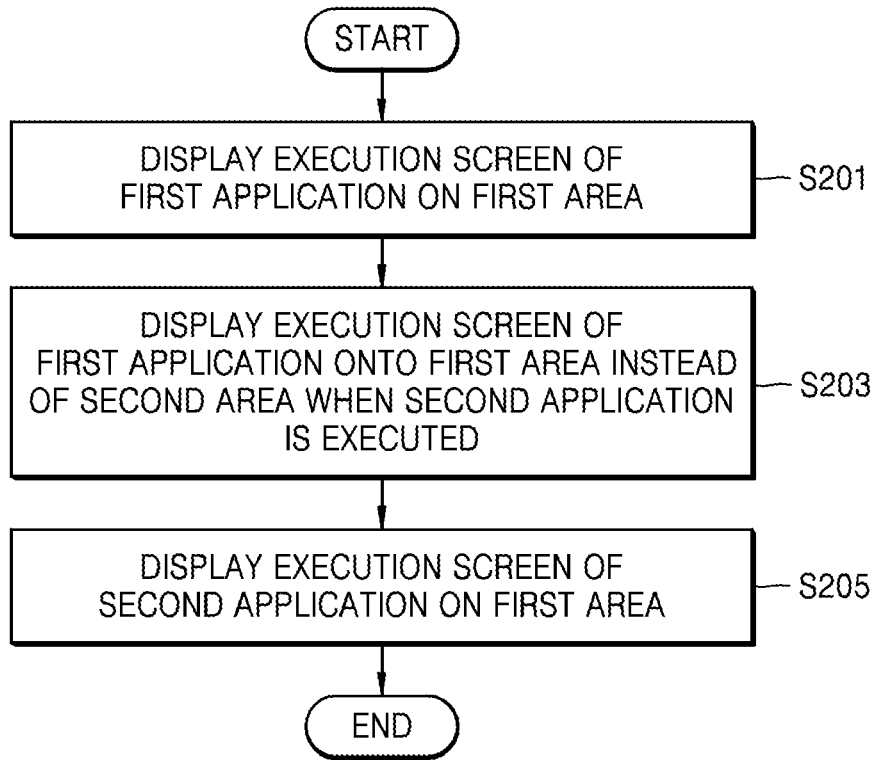 START
DISPLAY EXECUTION SCREEN OF
FIRST APPLICATION ON FIRST AREA
S201
DISPLAY EXECUTION SCREEN OF
FIRST APPLICATION ONTO FIRST AREA INSTEAD
OF SECOND AREA WHEN SECOND APPLICATION
IS EXECUTED
S203
DISPLAY EXECUTION SCREEN OF
SECOND APPLICATION ON FIRST AREA
S205
END